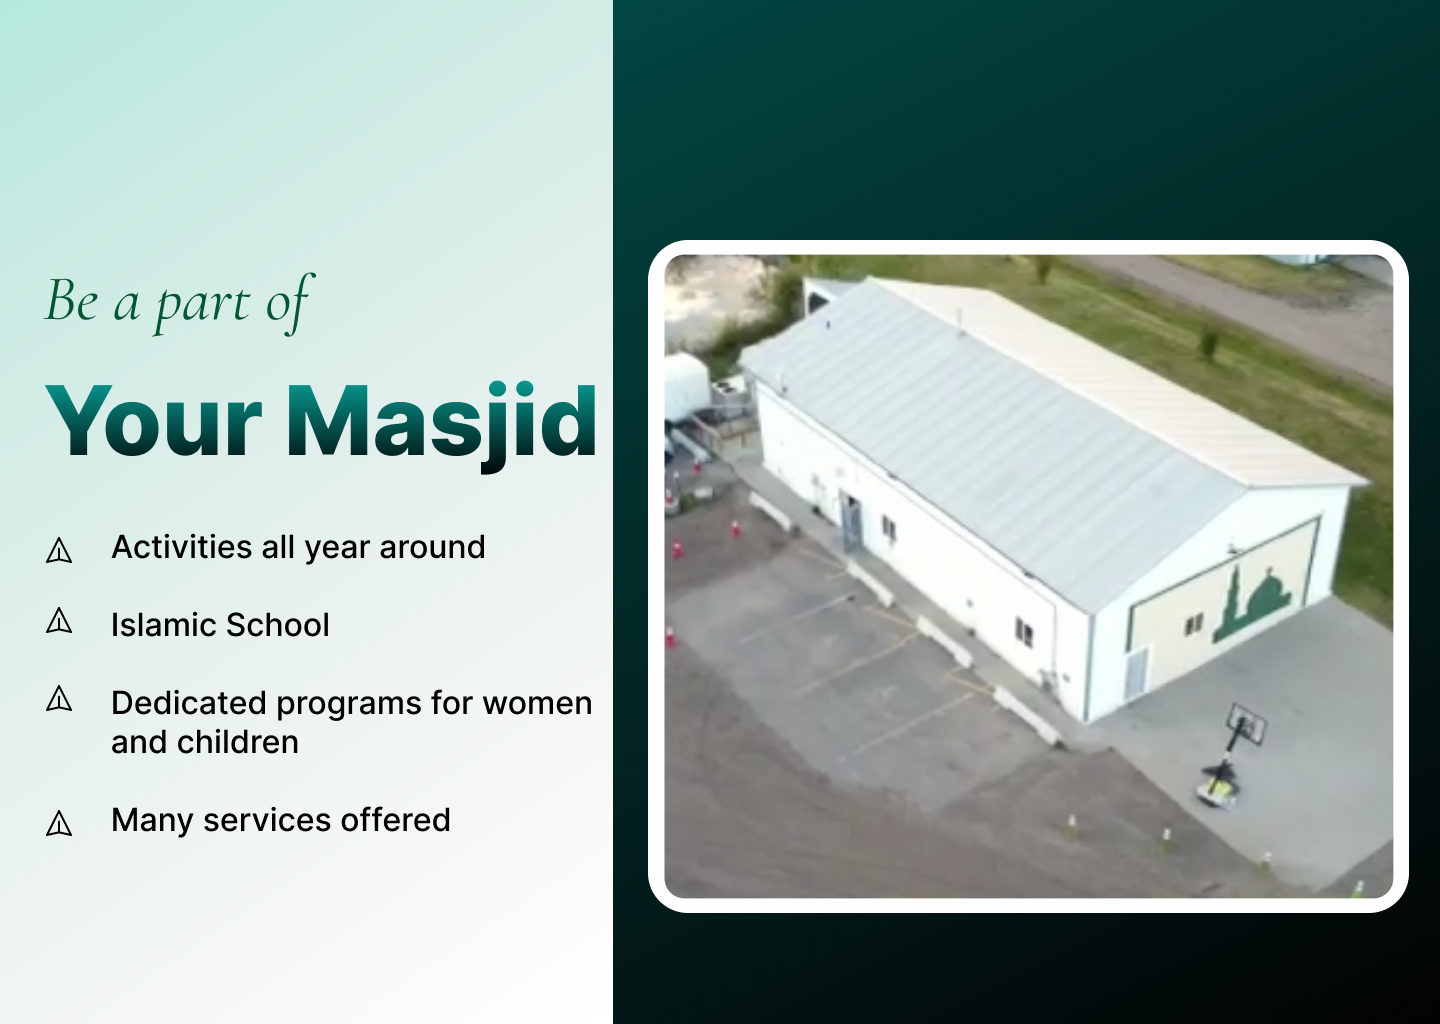 Be a part of
Your Masjid
Activities all year around
Islamic School
Dedicated programs for women
and children
Many services offered